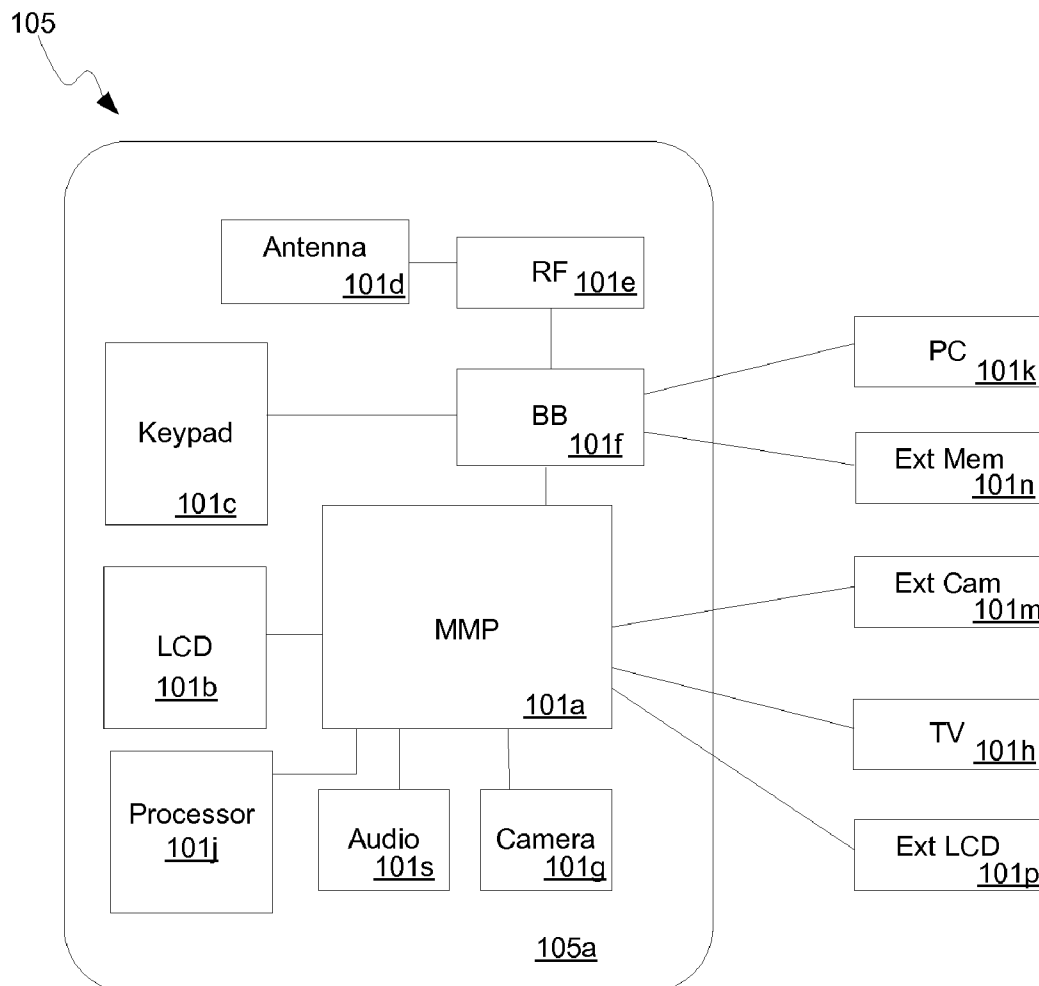 105
Antenna
101d
RF
101e
PC
101k
Keypad
101c
BB
101f
Ext Mem
101n
Ext Cam
101m
LCD
101b
MMP
101a
TV
101h
Processor
101j
Audio
101s
Camera
101g
Ext LCD
101p
105a